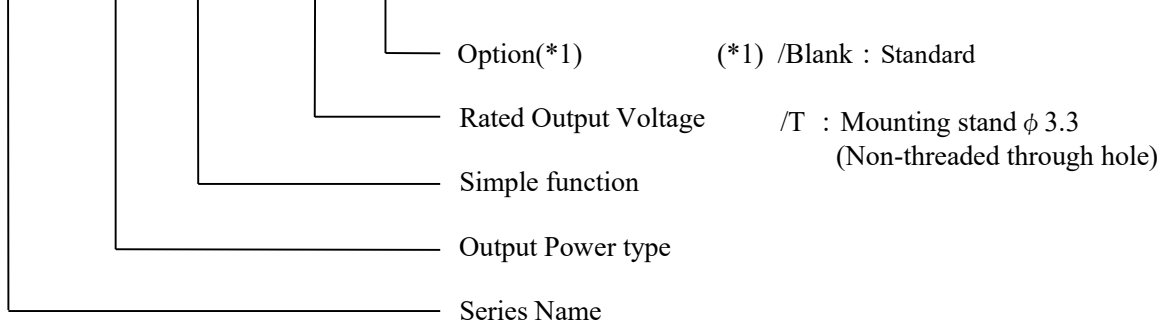 Option(*1) (*1) /Blank : Standard
Rated Output Voltage /T : Mounting stand ϕ 3.3
(Non-threaded through hole)
Simple function
Output Power type
Series Name